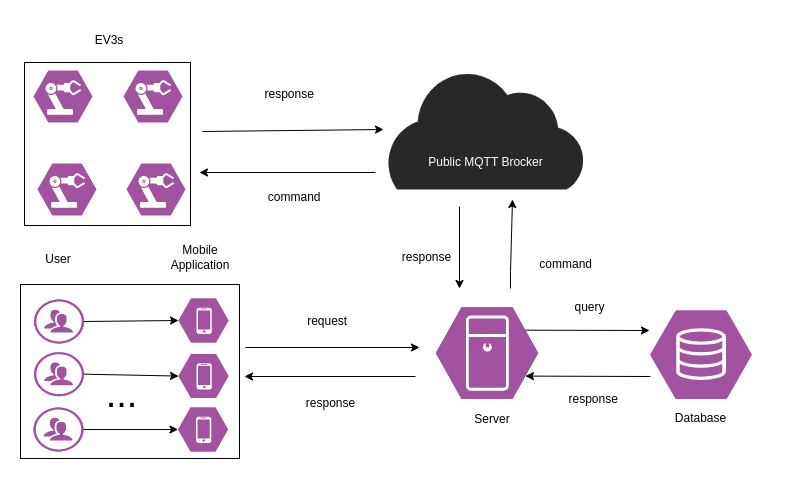 EV3s
response
Public MQTT Brocker
command
User
Mobile
Application
response
command
request
query
...
response
response
Server
Database